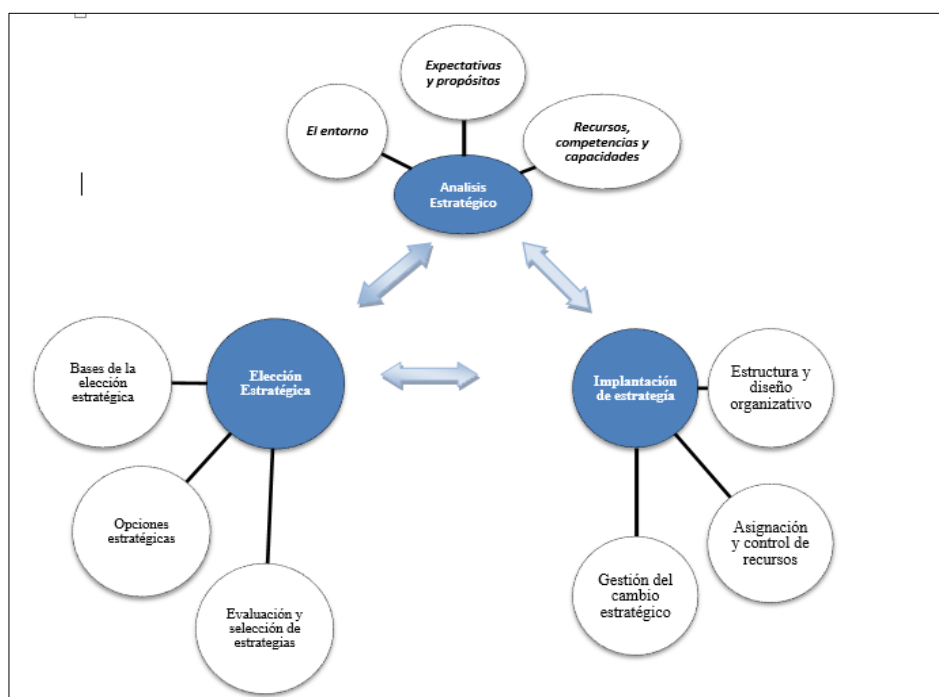 Expectativas
y propósitos
El entorno
Recursos,
competencias y
capacidades
Analisis
Estratégico
Bases de la
elección
estratégica
Elección
Estratégica
Implantación
de estrategía
Estructura y
diseño
organizativo
Opciones
estratégicas
Asignación
y control de
recursos
Gestión del
cambio
estratégico
Evaluación y
selección de
estrategias